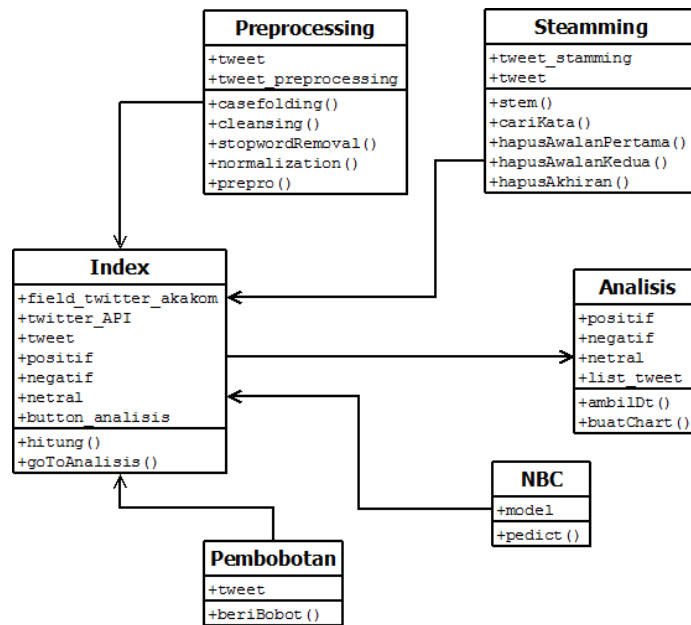 Preprocessing
+tweet
+tweet_preprocessing
+casefolding()
+cleansing()
+stopwordRemoval()
+normalization()
+prepro()
Steamming
+tweet_stamming
+tweet
+stem()
+cariKata()
+hapusAwalanPertama()
+hapusAwalanKedua()
+hapusAkhiran()
Index
+field_twitter_akakom
+twitter_API
+tweet
+positif
+negatif
+netral
+button_analisis
+hitung()
+goToAnalisis()
Analisis
+positif
+negatif
+netral
+list_tweet
+ambilDt()
+buatChart()
NBC
+model
+pedict()
Pembobotan
+tweet
+beriBobot()